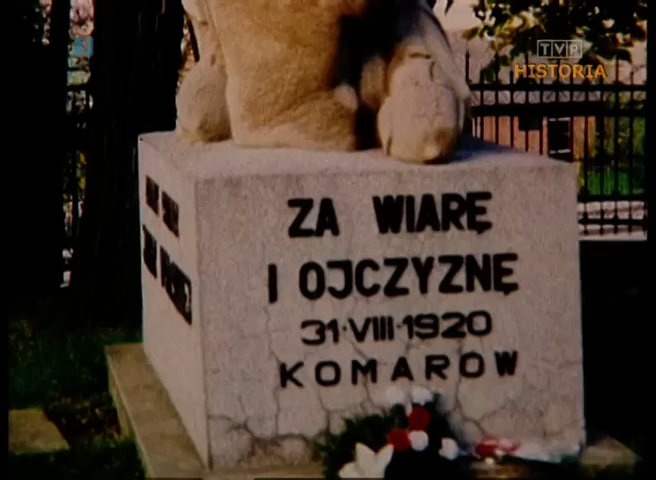 TVP
HISTORIA
ZA WIARĘ
I OJCZYZNĘ
31·VIII·1920
KOMARÓW